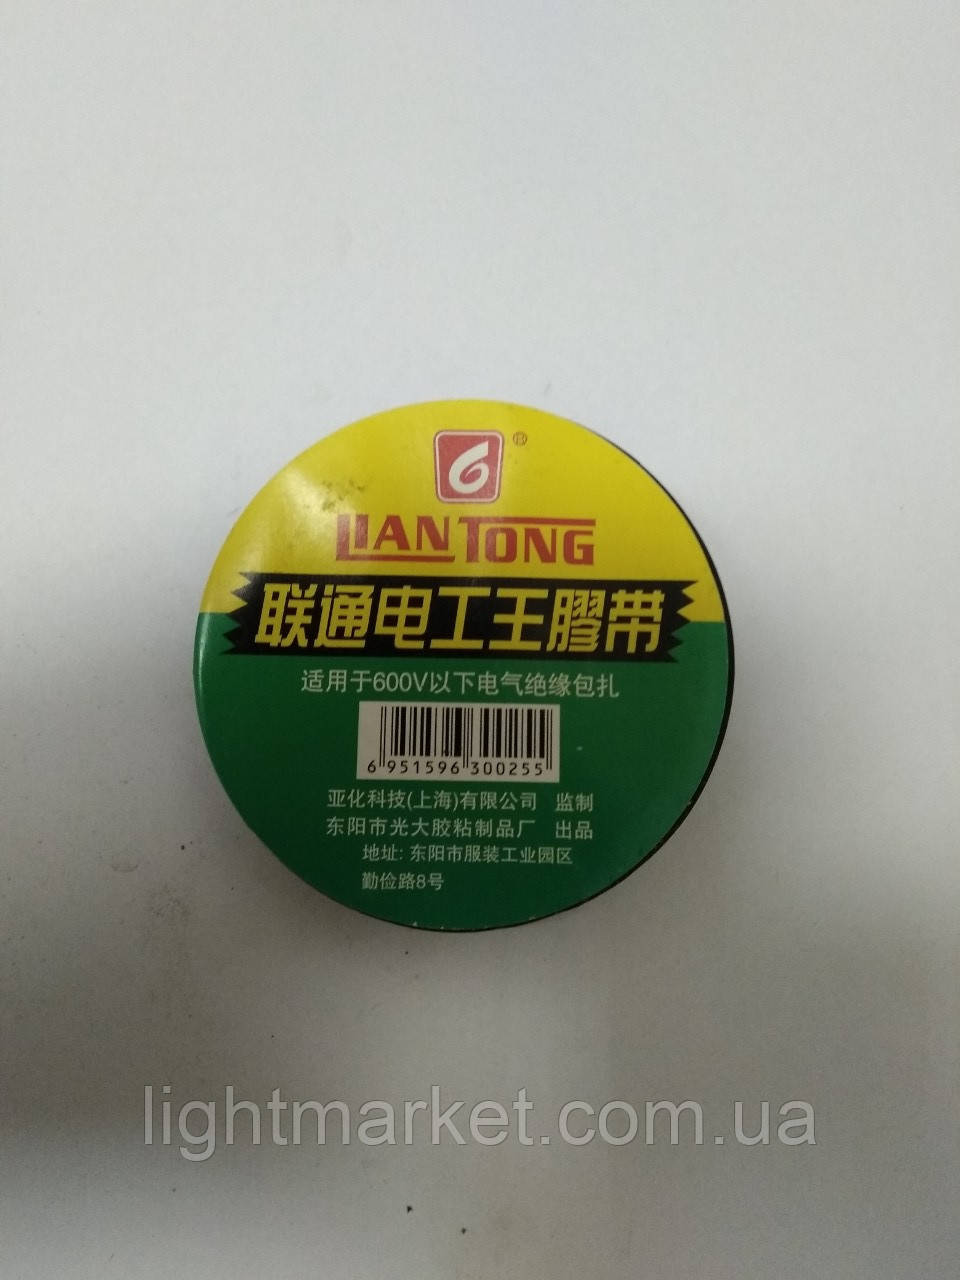 6®
LIANTONG
联通电工王膠带
适用于600V以下电气绝缘包扎
6 951596 300255
亚化科技(上海)有限公司 监制
东阳市光大胶粘制品厂 出品
地址: 东阳市服装工业园区
勤俭路8号
lightmarket.com.ua